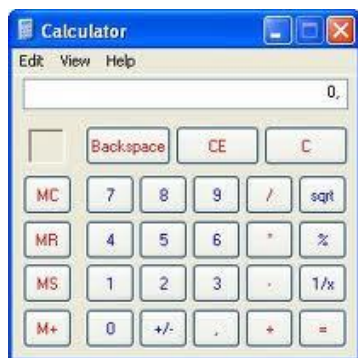 Calculator
Edit View Help
0,
Backspace CE C
MC 7 8 9 / sqrt
MR 4 5 6 * %
MS 1 2 3 - 1/x
M+ 0 +/- , + =